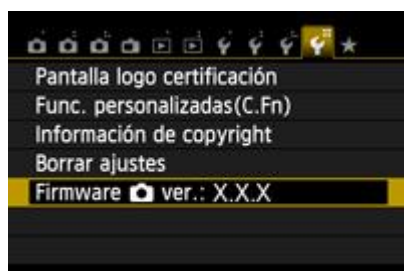 Pantalla logo certificación
Func. personalizadas(C.Fn)
Información de copyright
Borrar ajustes
Firmware ver.: X.X.X